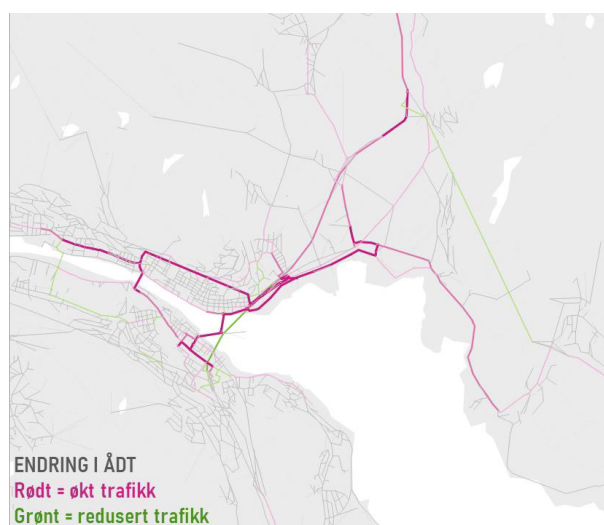 ENDRING I ÅDT
Rødt = økt trafikk
Grønt = redusert trafikk